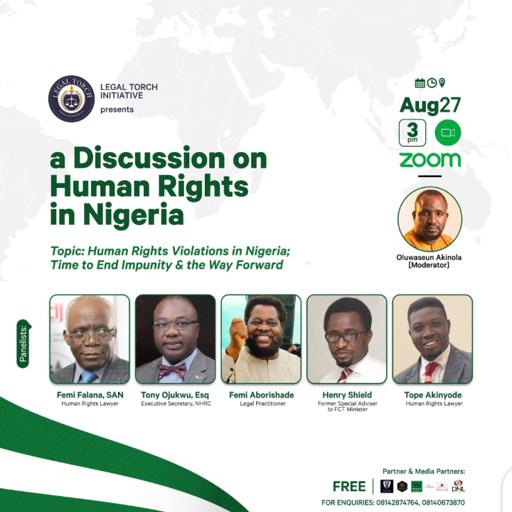 LEGAL TORCH
INITIATIVE
presents
a Discussion on
Human Rights
in Nigeria
Topic: Human Rights Violations in Nigeria;
Time to End Impunity & the Way Forward
Aug27
3
pm
zoom
Oluwaseun Akinola
[Moderator]
Panelists:
Femi Falana, SAN
Human Rights Lawyer
Tony Ojukwu, Esq
Executive Secretary, NHRC
Femi Aborishade
Legal Practitioner
Henry Shield
Former Special Adviser
to FCT Minister
Tope Akinyode
Human Rights Lawyer
Partner & Media Partners:
FREE
DNL
FOR ENQUIRIES: 08142874764, 08140673870